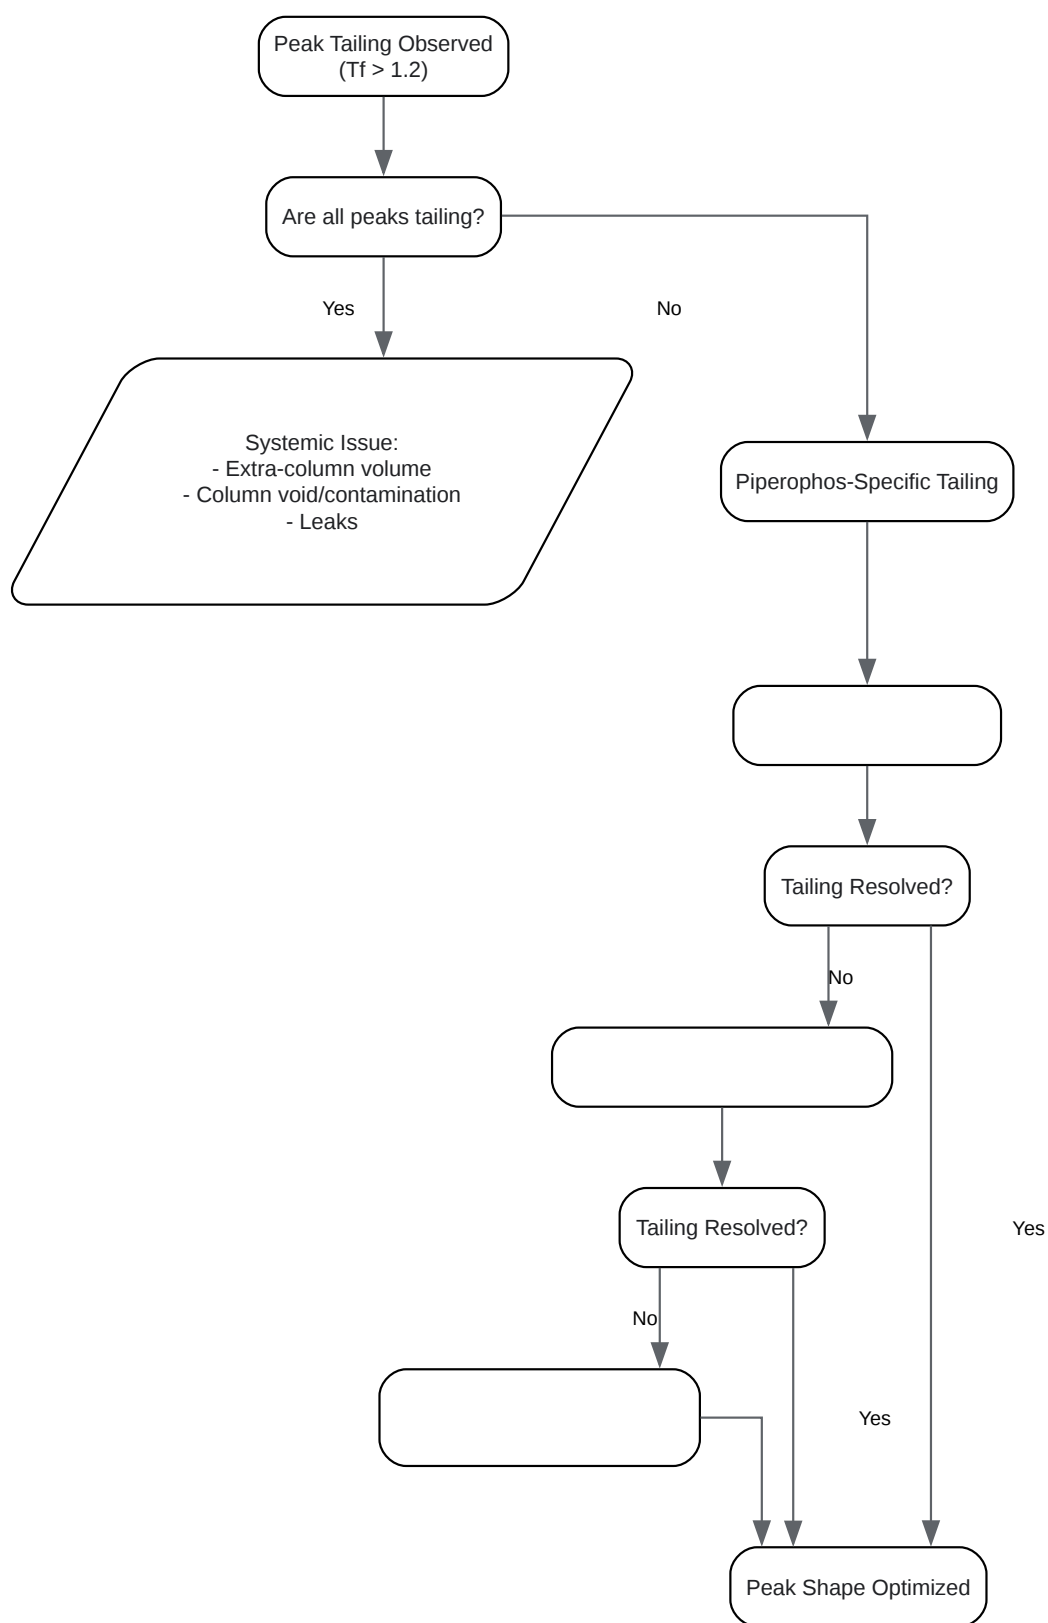 Peak Tailing Observed
(Tf > 1.2)
Are all peaks tailing?
Yes
No
Systemic Issue:
- Extra-column volume
- Column void/contamination
- Leaks
Piperophos-Specific Tailing
Tailing Resolved?
No
Tailing Resolved?
Yes
No
Yes
Peak Shape Optimized